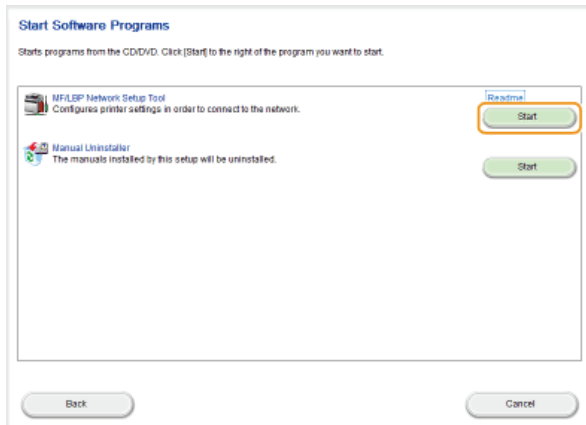 Start Software Programs
Starts programs from the CD/DVD. Click [Start] to the right of the program you want to start.
MF/LBP Network Setup Tool
Readme
Configures printer settings in order to connect to the network.
Start
Manual Uninstaller
The manuals installed by this setup will be uninstalled.
Start
Back
Cancel